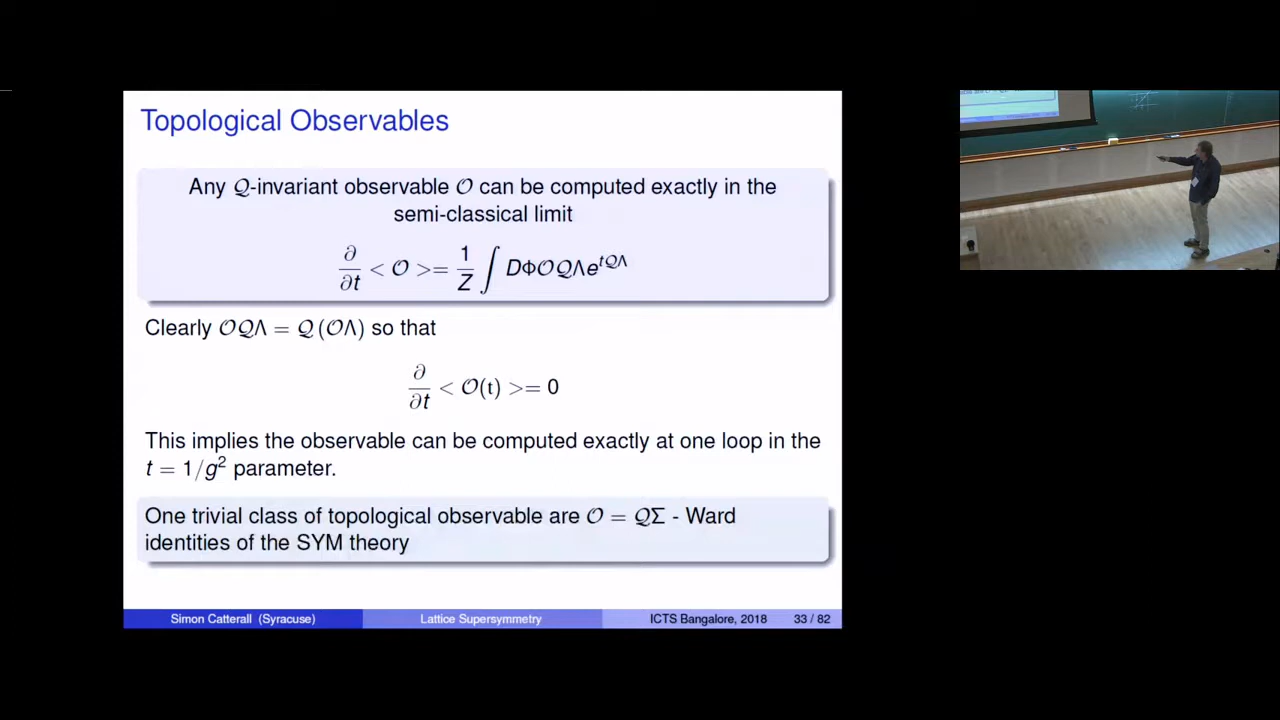 Topological Observables
Any Q-invariant observable O can be computed exactly in the
semi-classical limit
∂/∂t < O >= 1/Z ∫ DΦOQΛe^{tQΛ}
Clearly OQΛ = Q(OΛ) so that
∂/∂t < O(t) >= 0
This implies the observable can be computed exactly at one loop in the
t = 1/g² parameter.
One trivial class of topological observable are O = QΣ - Ward
identities of the SYM theory
Simon Catterall (Syracuse) Lattice Supersymmetry ICTS Bangalore, 2018 33 / 82